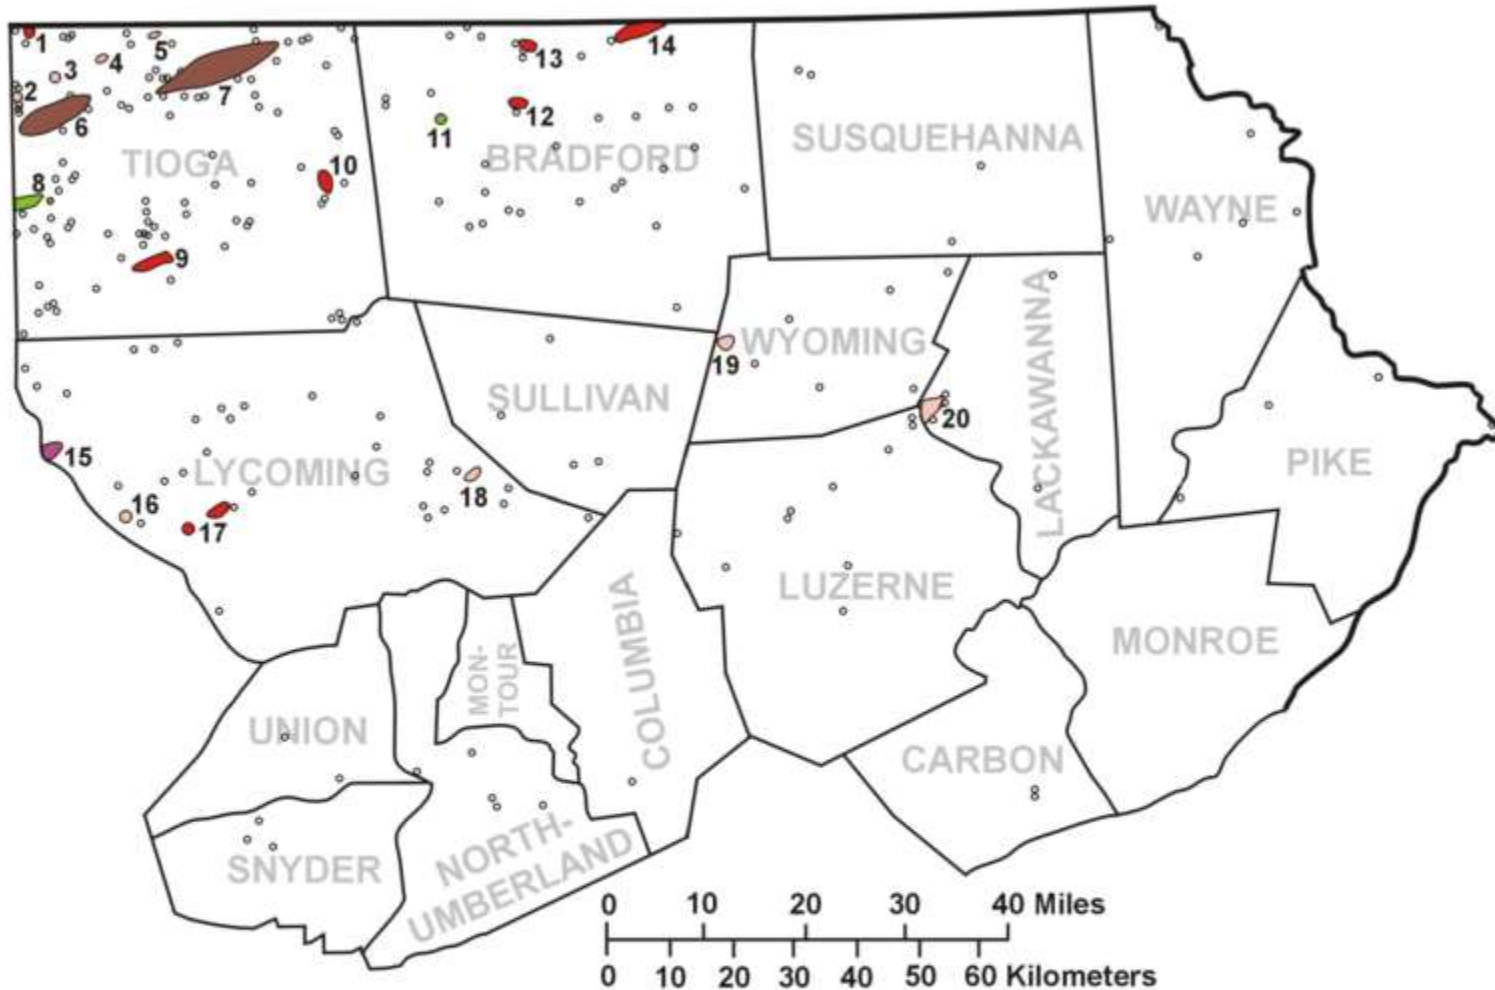 1
2
3
4
5
6
7
8
9
10
11
12
13
14
15
16
17
18
19
20
TIOGA
BRADFORD
SUSQUEHANNA
WAYNE
WYOMING
LACKAWANNA
SULLIVAN
LYCOMING
PIKE
LUZERNE
MONROE
COLUMBIA
MON-
TOUR
UNION
CARBON
SNYDER
NORTH-
UMBERLAND
0 10 20 30 40 Miles
0 10 20 30 40 50 60 Kilometers